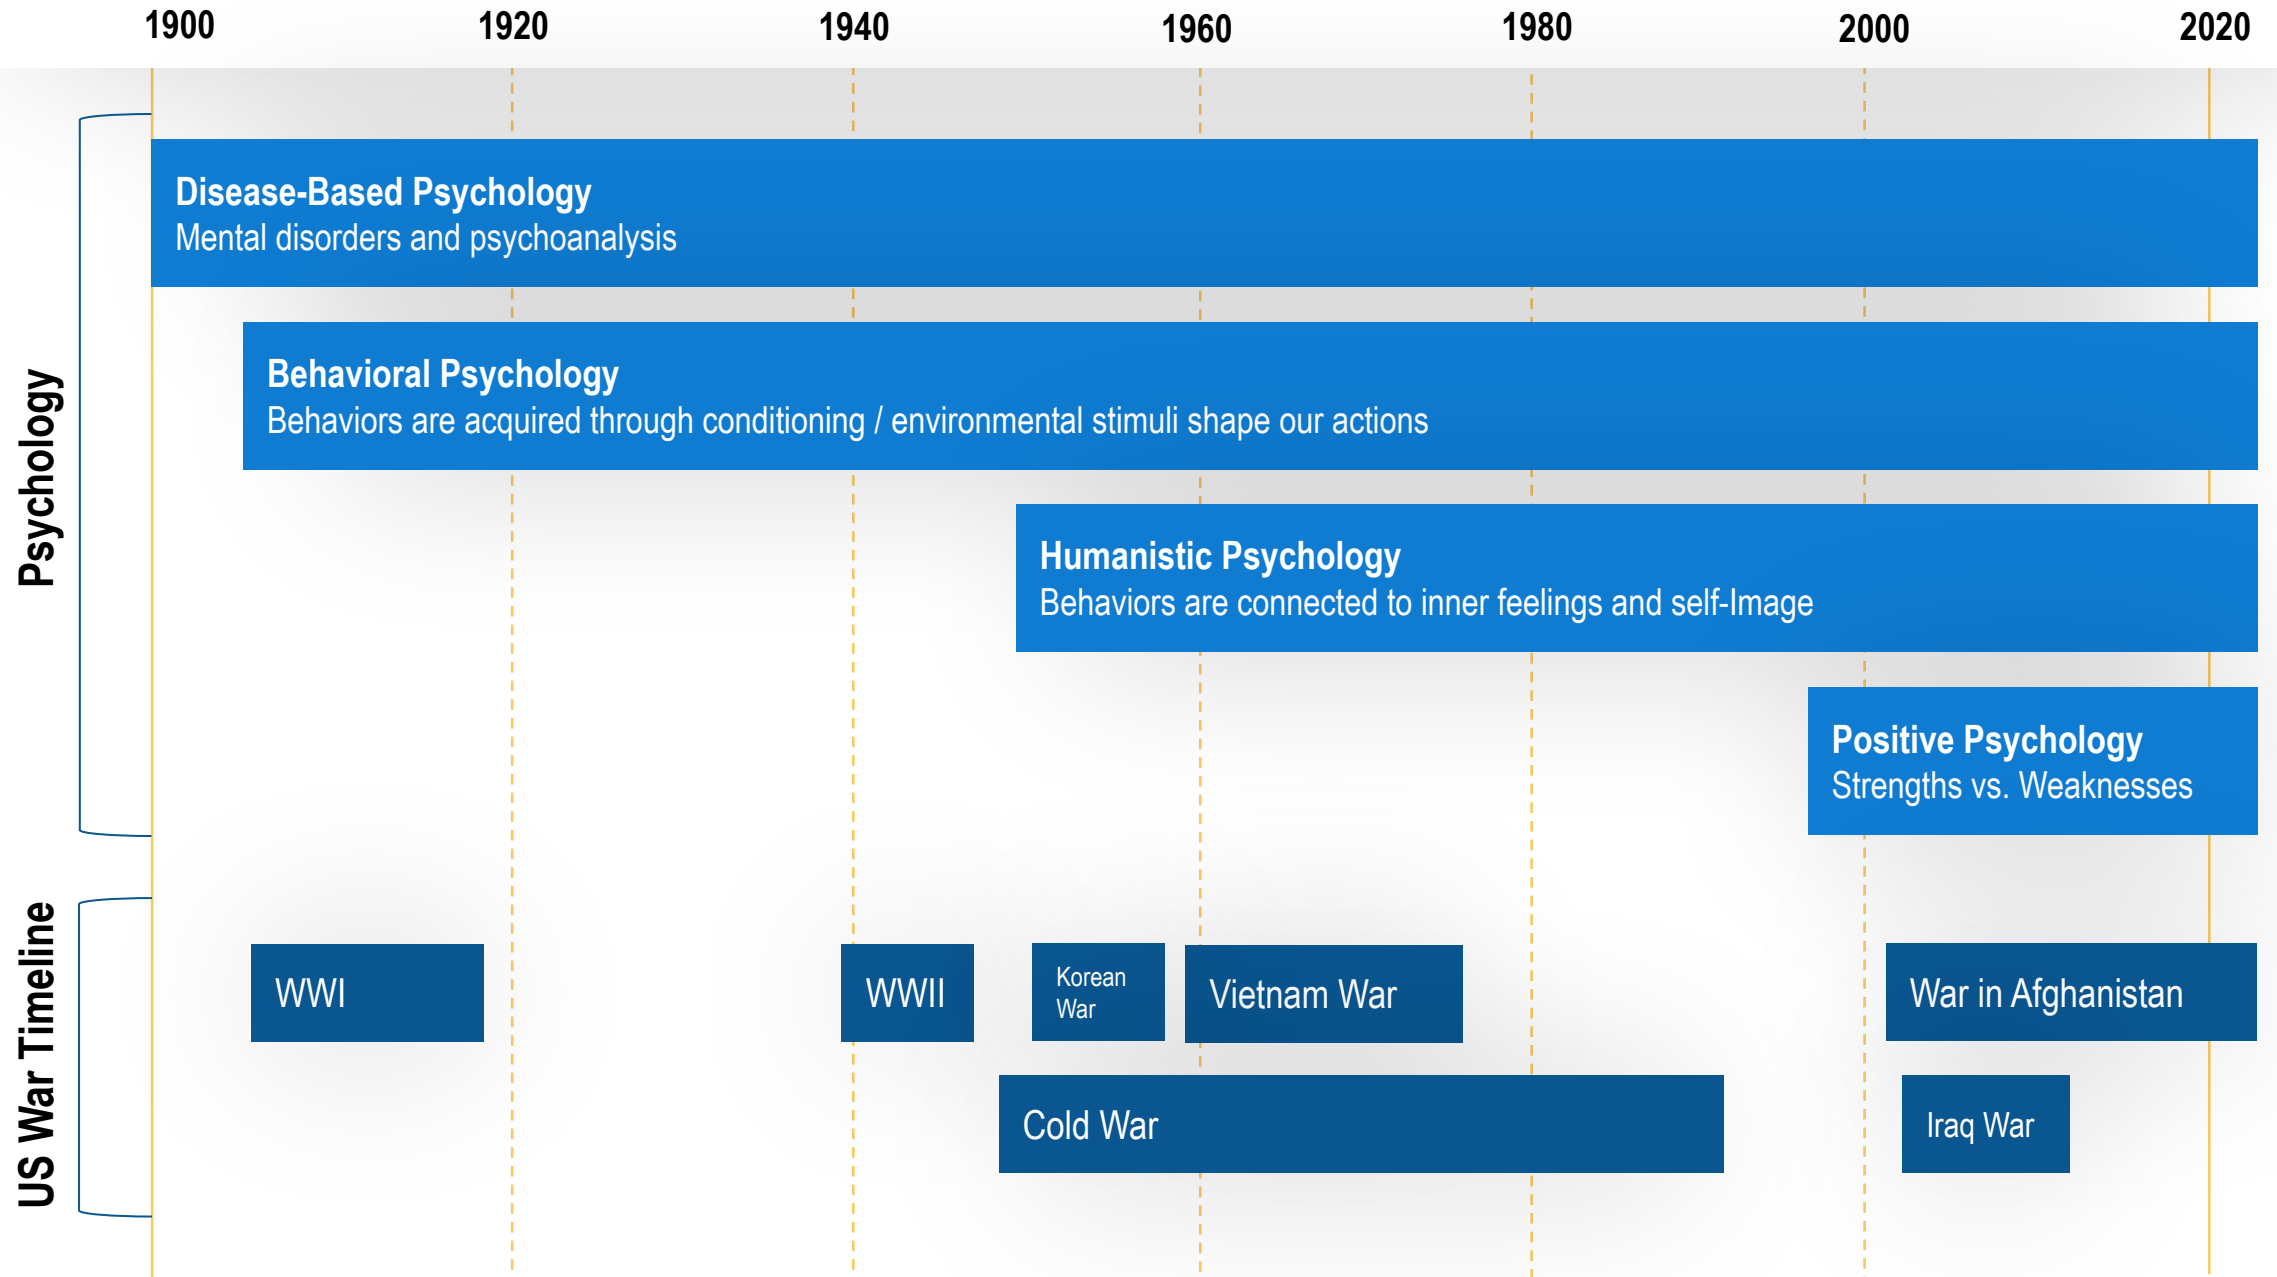 1900 1920 1940 1960 1980 2000 2020
Psychology
Disease-Based Psychology
Mental disorders and psychoanalysis
Behavioral Psychology
Behaviors are acquired through conditioning / environmental stimuli shape our actions
Humanistic Psychology
Behaviors are connected to inner feelings and self-Image
Positive Psychology
Strengths vs. Weaknesses
US War Timeline
WWI
WWII
Korean
War
Vietnam War
War in Afghanistan
Cold War
Iraq War